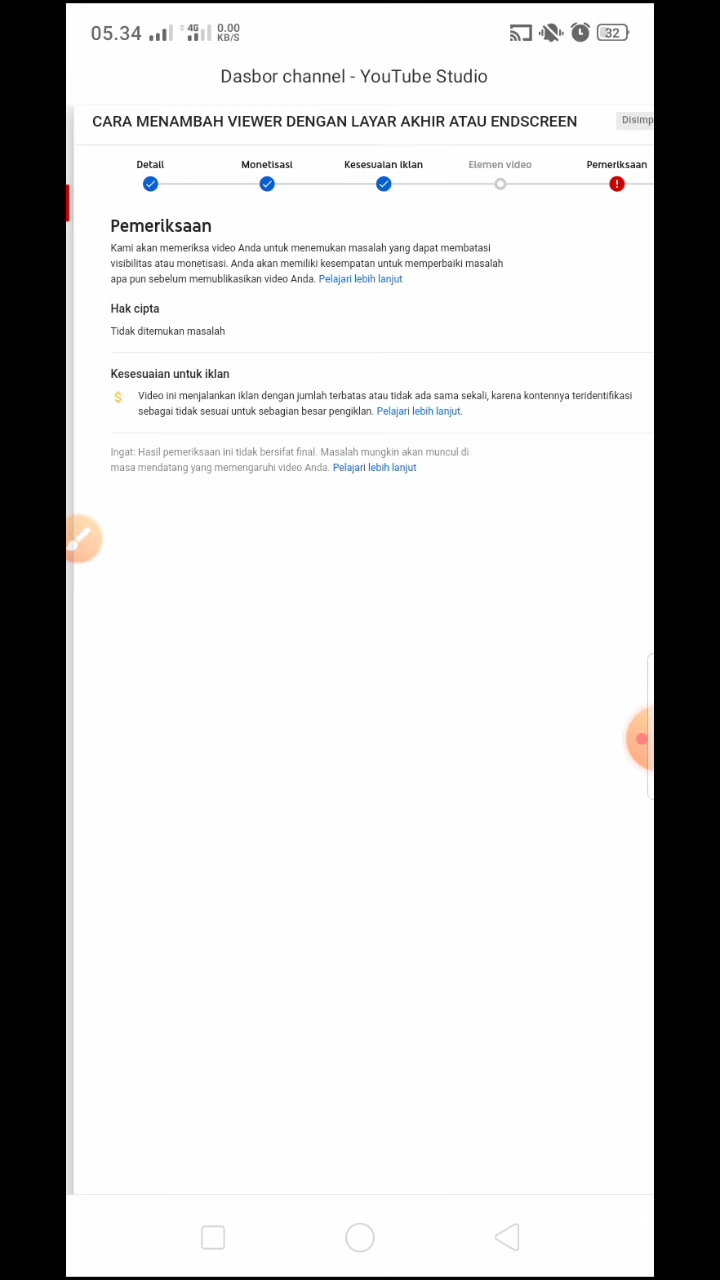 05.34 4G 0.00 KB/S 32
Dasbor channel - YouTube Studio
CARA MENAMBAH VIEWER DENGAN LAYAR AKHIR ATAU ENDSCREEN Disimp
Detail Monetisasi Kesesuaian iklan Elemen video Pemeriksaan
Pemeriksaan
Kami akan memeriksa video Anda untuk menemukan masalah yang dapat membatasi
visibilitas atau monetisasi. Anda akan memiliki kesempatan untuk memperbaiki masalah
apa pun sebelum memublikasikan video Anda. Pelajari lebih lanjut
Hak cipta
Tidak ditemukan masalah
Kesesuaian untuk iklan
$ Video ini menjalankan iklan dengan jumlah terbatas atau tidak ada sama sekali, karena kontennya teridentifikasi
sebagai tidak sesuai untuk sebagian besar pengiklan. Pelajari lebih lanjut.
Ingat: Hasil pemeriksaan ini tidak bersifat final. Masalah mungkin akan muncul di
masa mendatang yang memengaruhi video Anda. Pelajari lebih lanjut